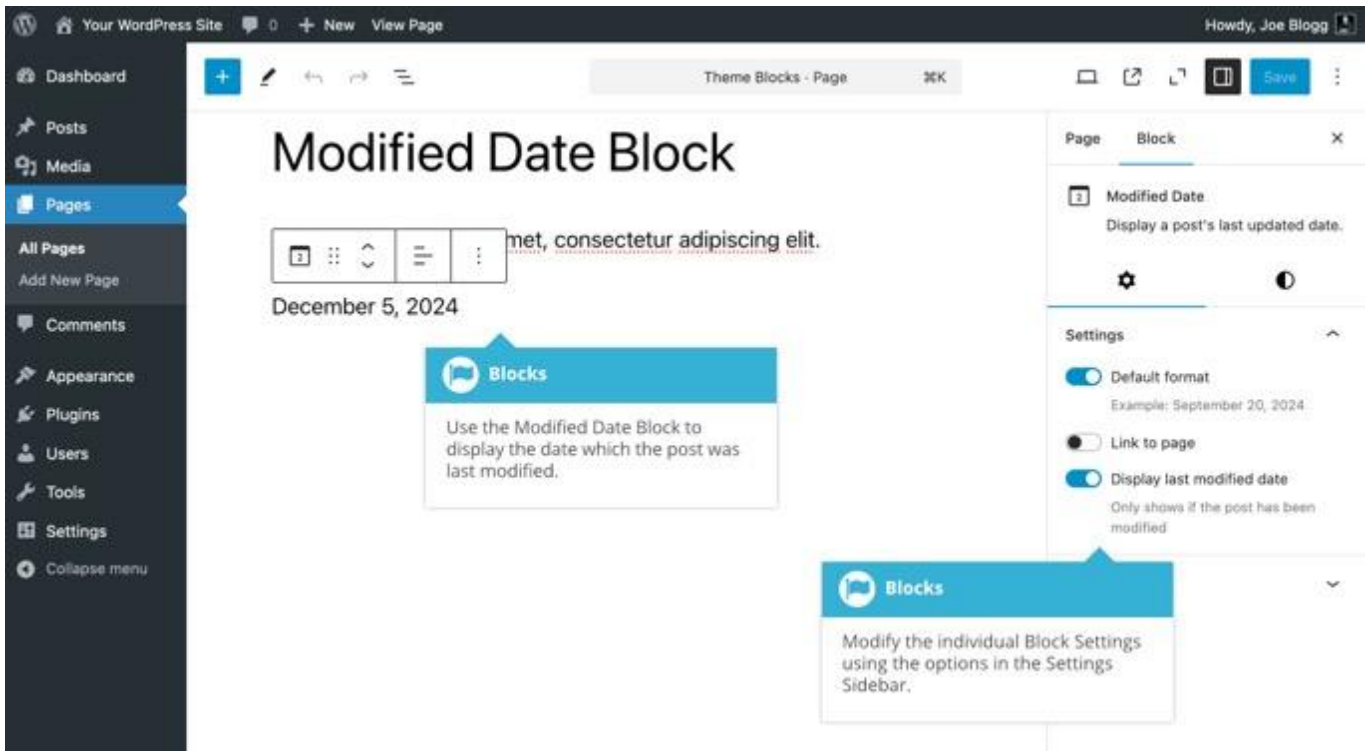 Your WordPress Site 0 + New View Page Howdy, Joe Blogg
Dashboard
Posts
Media
Pages
All Pages
Add New Page
Comments
Appearance
Plugins
Users
Tools
Settings
Collapse menu
Theme Blocks · Page ⌘K
Save
Modified Date Block
met, consectetur adipiscing elit.
December 5, 2024
Blocks
Use the Modified Date Block to
display the date which the post was
last modified.
Page Block
Modified Date
Display a post's last updated date.
Settings
Default format
Example: September 20, 2024
Link to page
Display last modified date
Only shows if the post has been
modified
Blocks
Modify the individual Block Settings
using the options in the Settings
Sidebar.